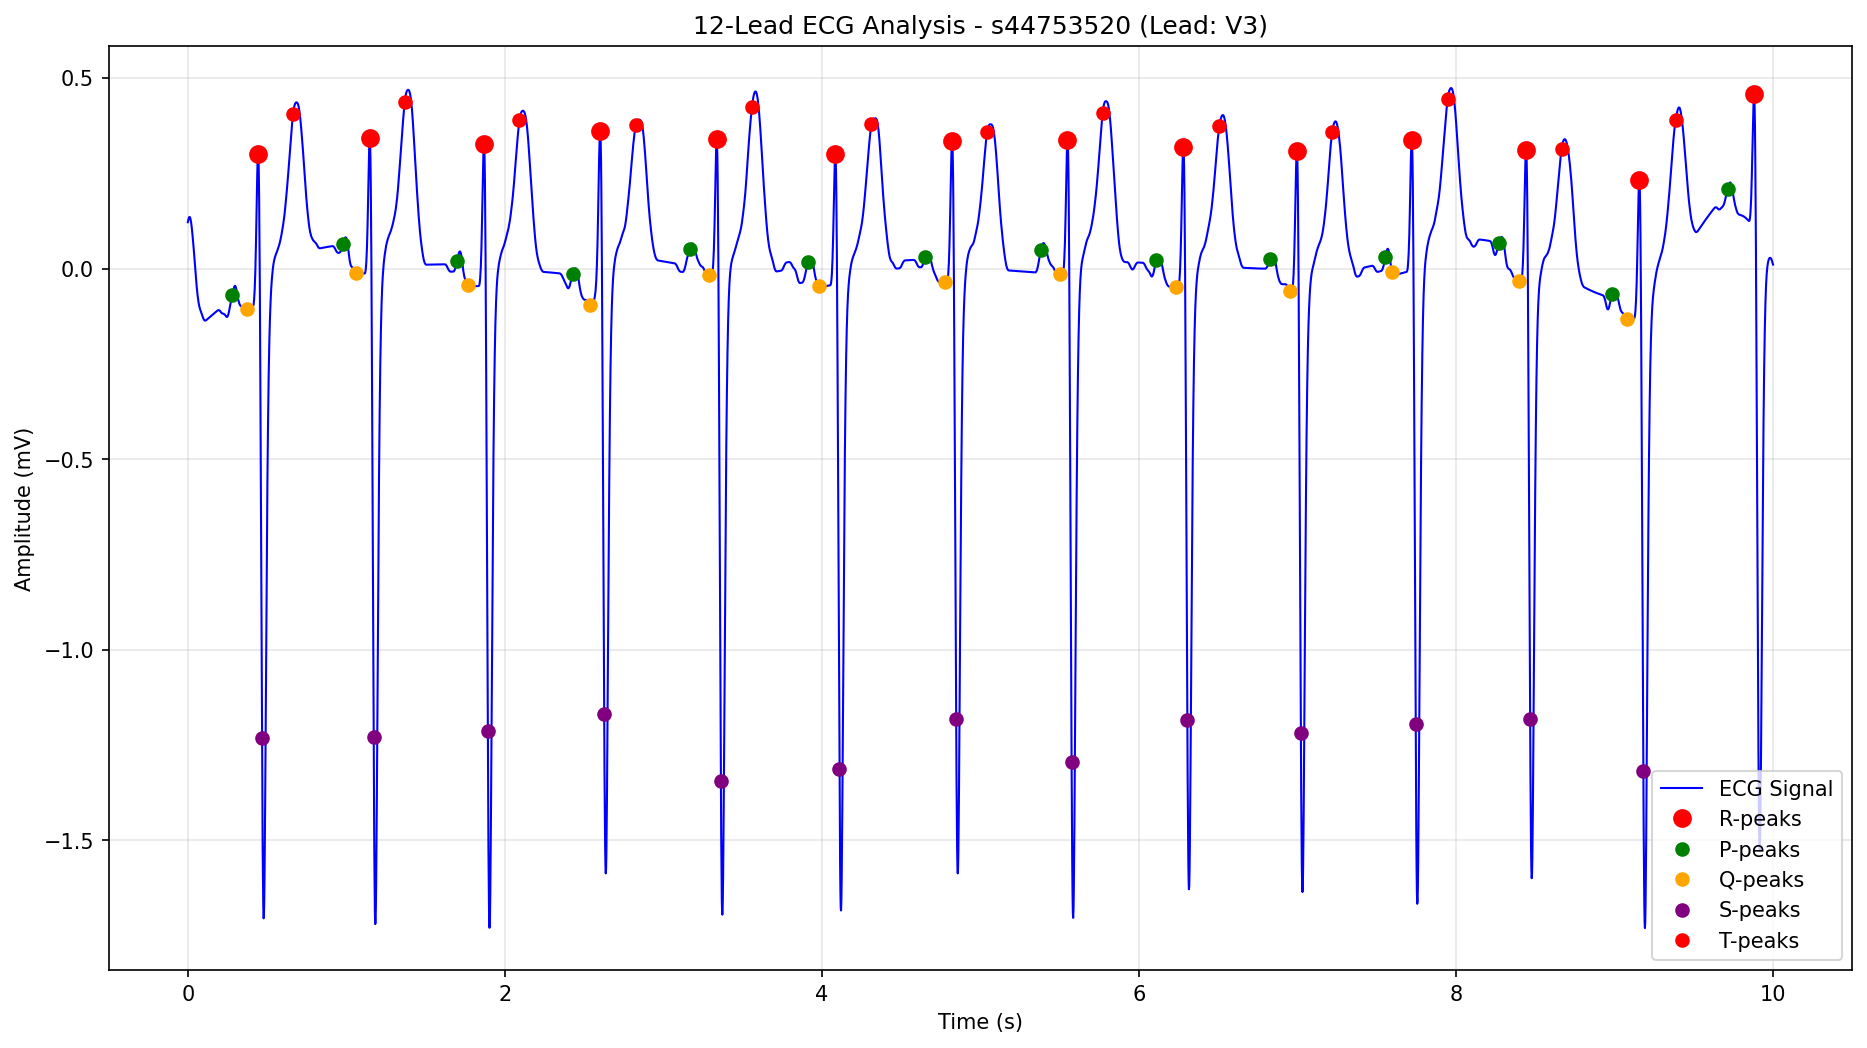 12-Lead ECG Analysis - s44753520 (Lead: V3)
Amplitude (mV)
0.5
0.0
−0.5
−1.0
−1.5
0 2 4 6 8 10
Time (s)
ECG Signal
R-peaks
P-peaks
Q-peaks
S-peaks
T-peaks